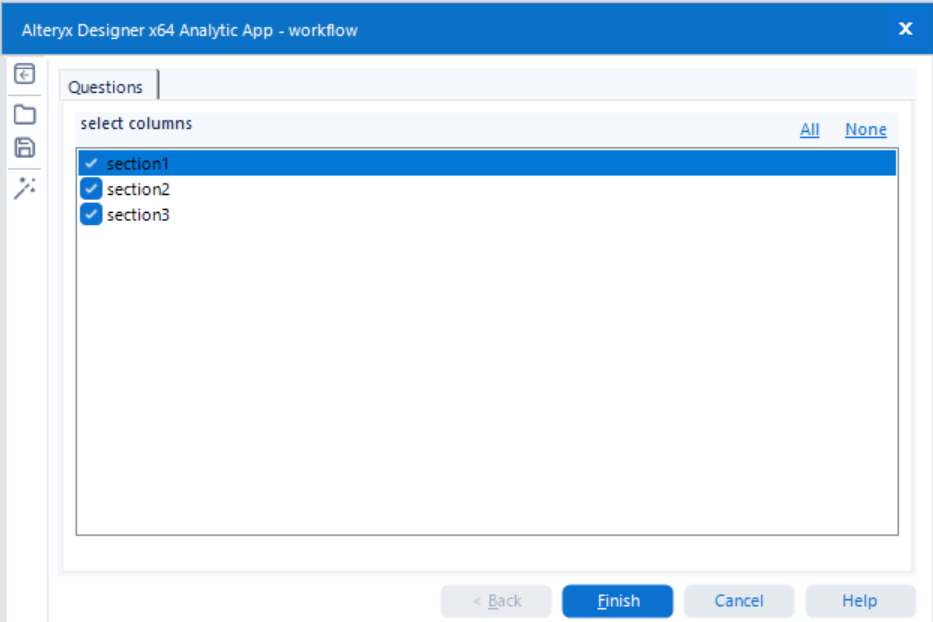 Alteryx Designer x64 Analytic App - workflow
X
Questions
select columns
All None
section1
section2
section3
< Back Finish Cancel Help